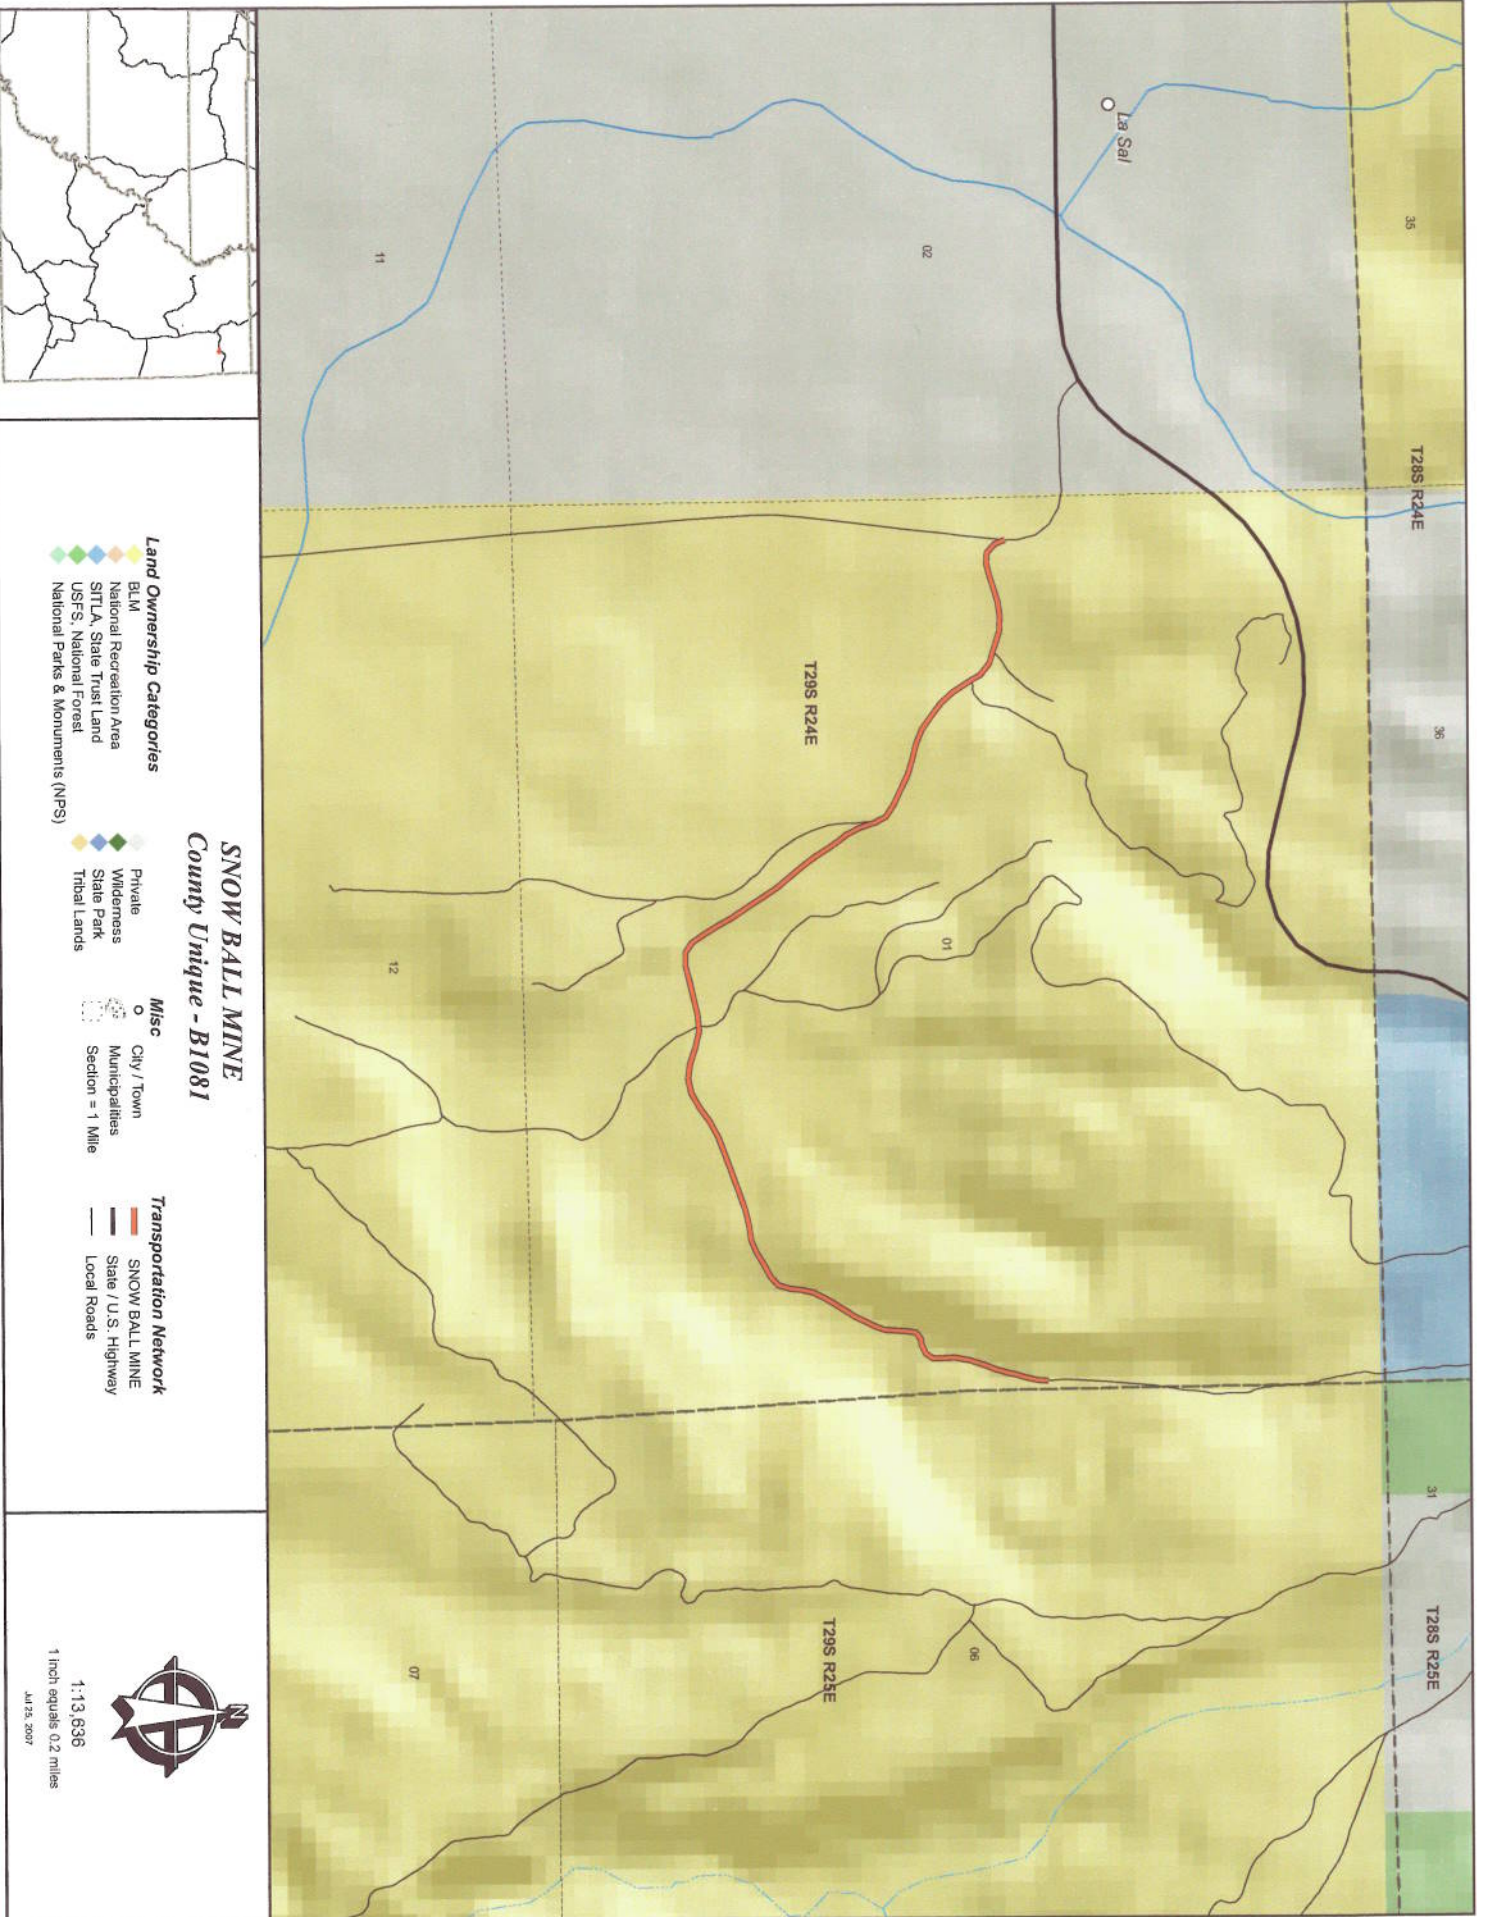 35
T28S R24E
36
31
T28S R25E
La Sal
02
01
06
T29S R24E
T29S R25E
11
12
07
SNOW BALL MINE
County Unique - B1081
Land Ownership Categories
BLM
National Recreation Area
SITLA, State Trust Land
USFS, National Forest
National Parks & Monuments (NPS)
Private
Wilderness
State Park
Tribal Lands
Misc
City / Town
Municipalities
Section = 1 Mile
Transportation Network
SNOW BALL MINE
State / U.S. Highway
Local Roads
N
1:13,636
1 inch equals 0.2 miles
Jul 25, 2007